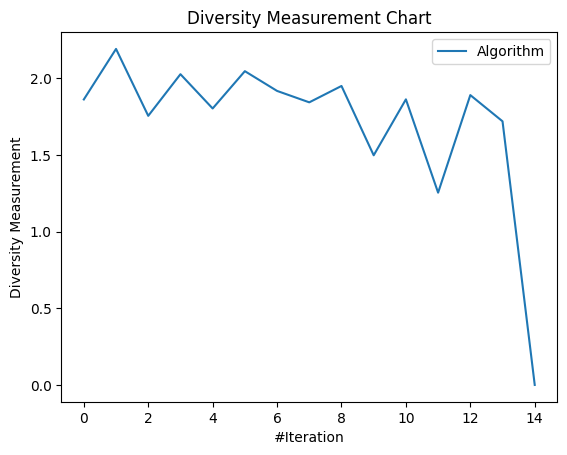 Diversity Measurement Chart
Algorithm
Diversity Measurement
2.0
1.5
1.0
0.5
0.0
0 2 4 6 8 10 12 14
#Iteration